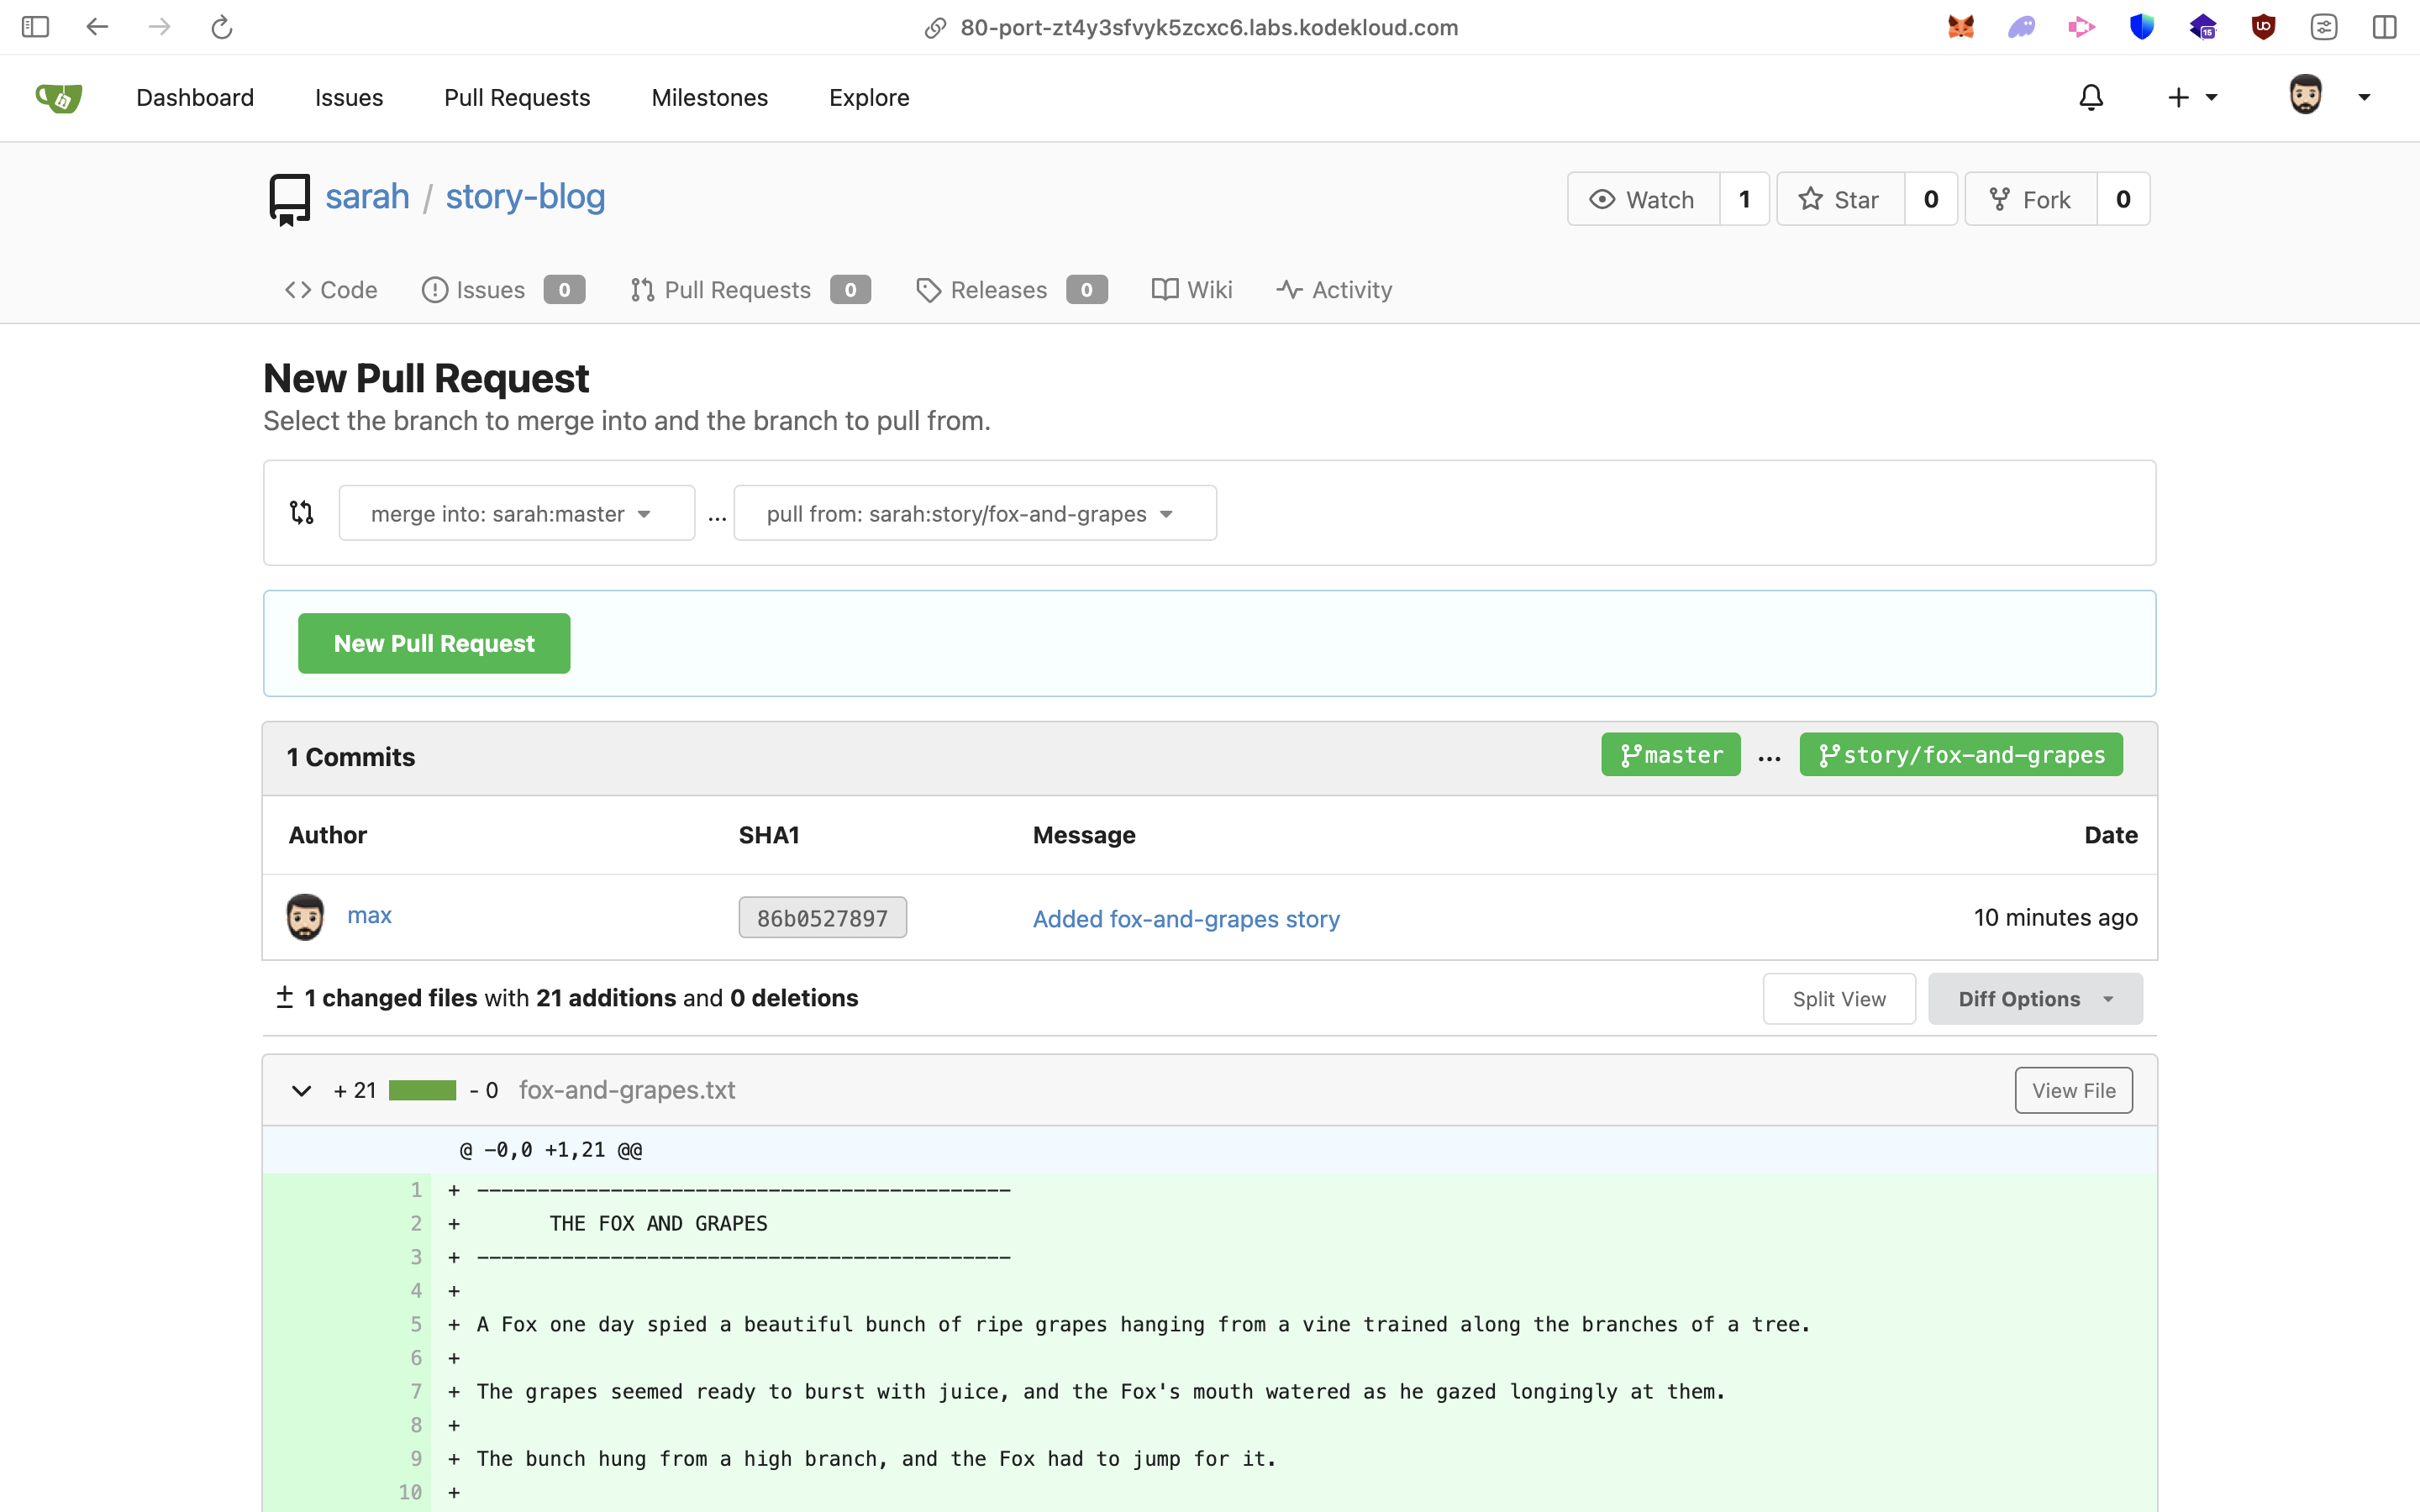 80-port-zt4y3sfvyk5zcxc6.labs.kodekloud.com
15
Dashboard Issues Pull Requests Milestones Explore
sarah / story-blog
Watch 1 Star 0 Fork 0
Code Issues 0 Pull Requests 0 Releases 0 Wiki Activity
New Pull Request
Select the branch to merge into and the branch to pull from.
merge into: sarah:master ... pull from: sarah:story/fox-and-grapes
New Pull Request
1 Commits master ... story/fox-and-grapes
Author SHA1 Message Date
max 86b0527897 Added fox-and-grapes story 10 minutes ago
± 1 changed files with 21 additions and 0 deletions Split View Diff Options
+ 21 - 0 fox-and-grapes.txt View File
@ -0,0 +1,21 @@
1 + --------------------------------------------
2 + THE FOX AND GRAPES
3 + --------------------------------------------
4 +
5 + A Fox one day spied a beautiful bunch of ripe grapes hanging from a vine trained along the branches of a tree.
6 +
7 + The grapes seemed ready to burst with juice, and the Fox's mouth watered as he gazed longingly at them.
8 +
9 + The bunch hung from a high branch, and the Fox had to jump for it.
10 +